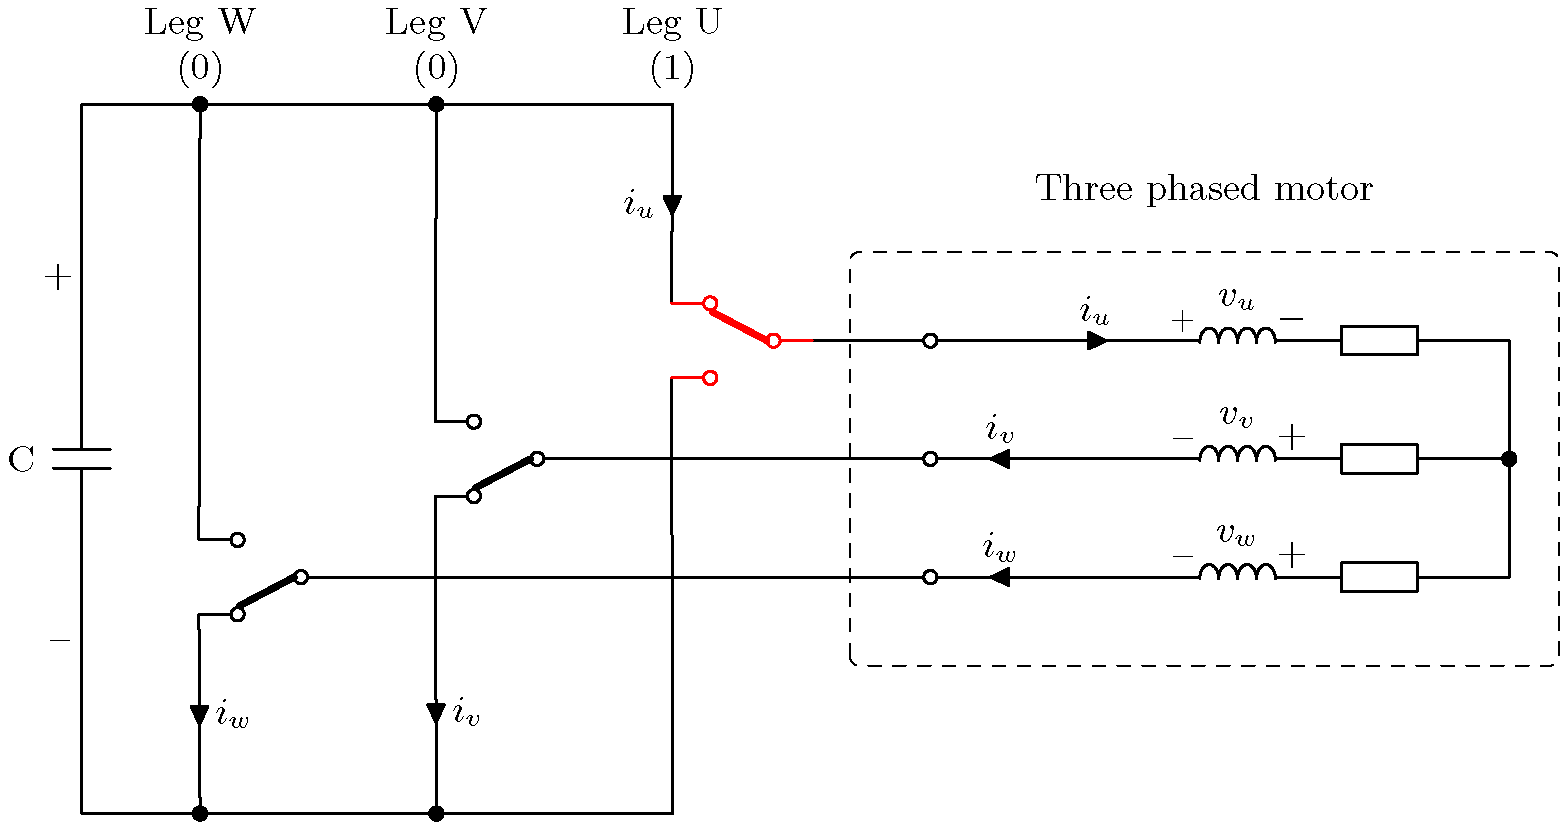 Leg W
(0)
Leg V
(0)
Leg U
(1)
Three phased motor
i_u
+
C
−
i_w
i_v
i_u
+
v_u
−
i_v
−
v_v
+
i_w
−
v_w
+